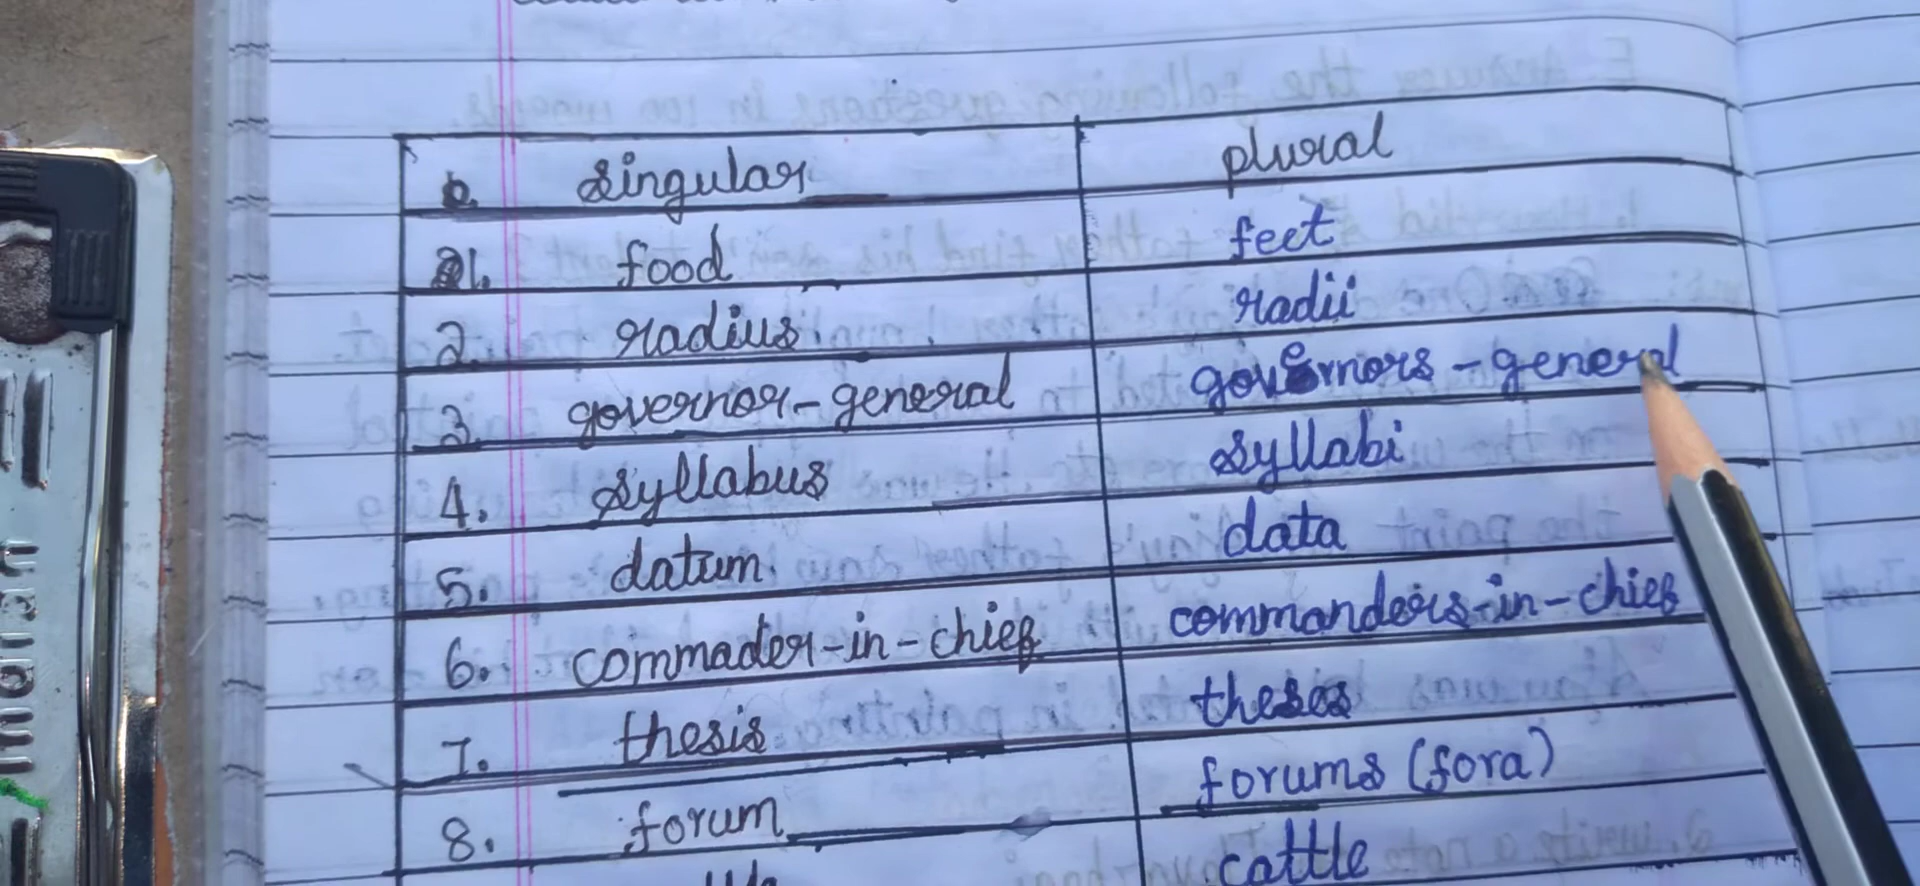 singular plural
1. food feet
2. radius radii
3. governor-general governors-general
4. syllabus syllabi
5. datum data
6. commader-in-chief commanders-in-chief
7. thesis theses
8. forum forums (fora)
cattle